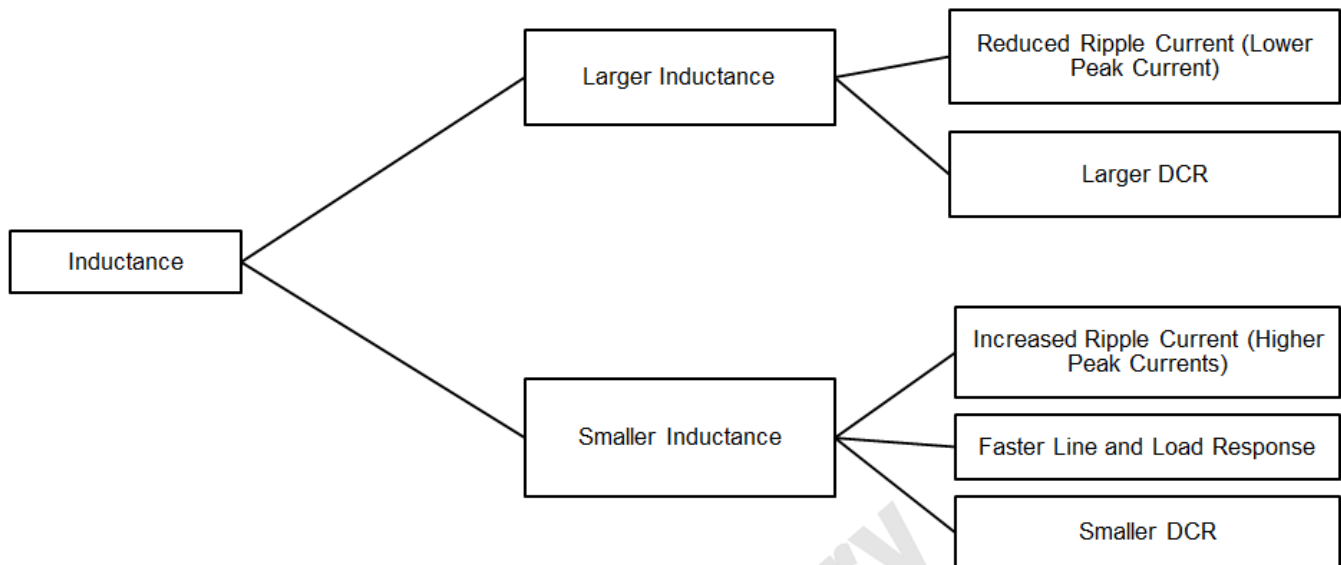 Inductance
Larger Inductance
Reduced Ripple Current (Lower
Peak Current)
Larger DCR
Smaller Inductance
Increased Ripple Current (Higher
Peak Currents)
Faster Line and Load Response
Smaller DCR